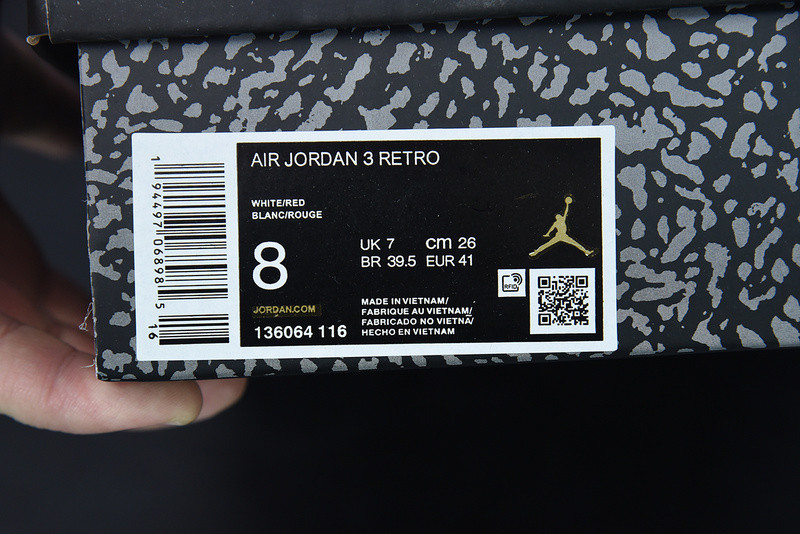 1 94497 06898 5 16
AIR JORDAN 3 RETRO
WHITE/RED
BLANC/ROUGE
8
UK 7 cm 26
BR 39.5 EUR 41
JORDAN.COM
136064 116
MADE IN VIETNAM/
FABRIQUE AU VIETNAM/
FABRICADO NO VIETNÃ/
HECHO EN VIETNAM
RFID